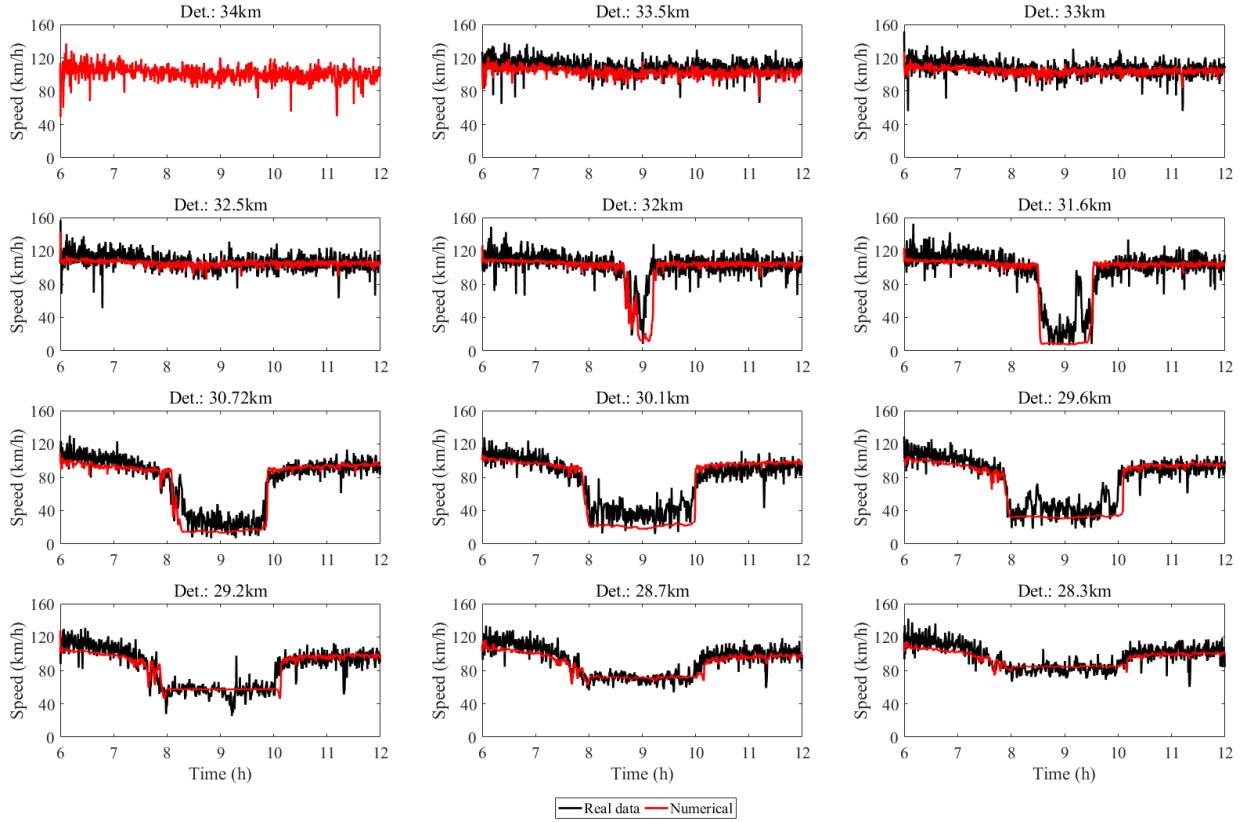 Det.: 34km
Det.: 33.5km
Det.: 33km
Speed (km/h)
160
120
80
40
0
6 7 8 9 10 11 12
Speed (km/h)
160
120
80
40
0
6 7 8 9 10 11 12
Speed (km/h)
160
120
80
40
0
6 7 8 9 10 11 12
Det.: 32.5km
Det.: 32km
Det.: 31.6km
Speed (km/h)
160
120
80
40
0
6 7 8 9 10 11 12
Speed (km/h)
160
120
80
40
0
6 7 8 9 10 11 12
Speed (km/h)
160
120
80
40
0
6 7 8 9 10 11 12
Det.: 30.72km
Det.: 30.1km
Det.: 29.6km
Speed (km/h)
160
120
80
40
0
6 7 8 9 10 11 12
Speed (km/h)
160
120
80
40
0
6 7 8 9 10 11 12
Speed (km/h)
160
120
80
40
0
6 7 8 9 10 11 12
Det.: 29.2km
Det.: 28.7km
Det.: 28.3km
Speed (km/h)
160
120
80
40
0
6 7 8 9 10 11 12
Time (h)
Speed (km/h)
160
120
80
40
0
6 7 8 9 10 11 12
Time (h)
Speed (km/h)
160
120
80
40
0
6 7 8 9 10 11 12
Time (h)
Real data Numerical